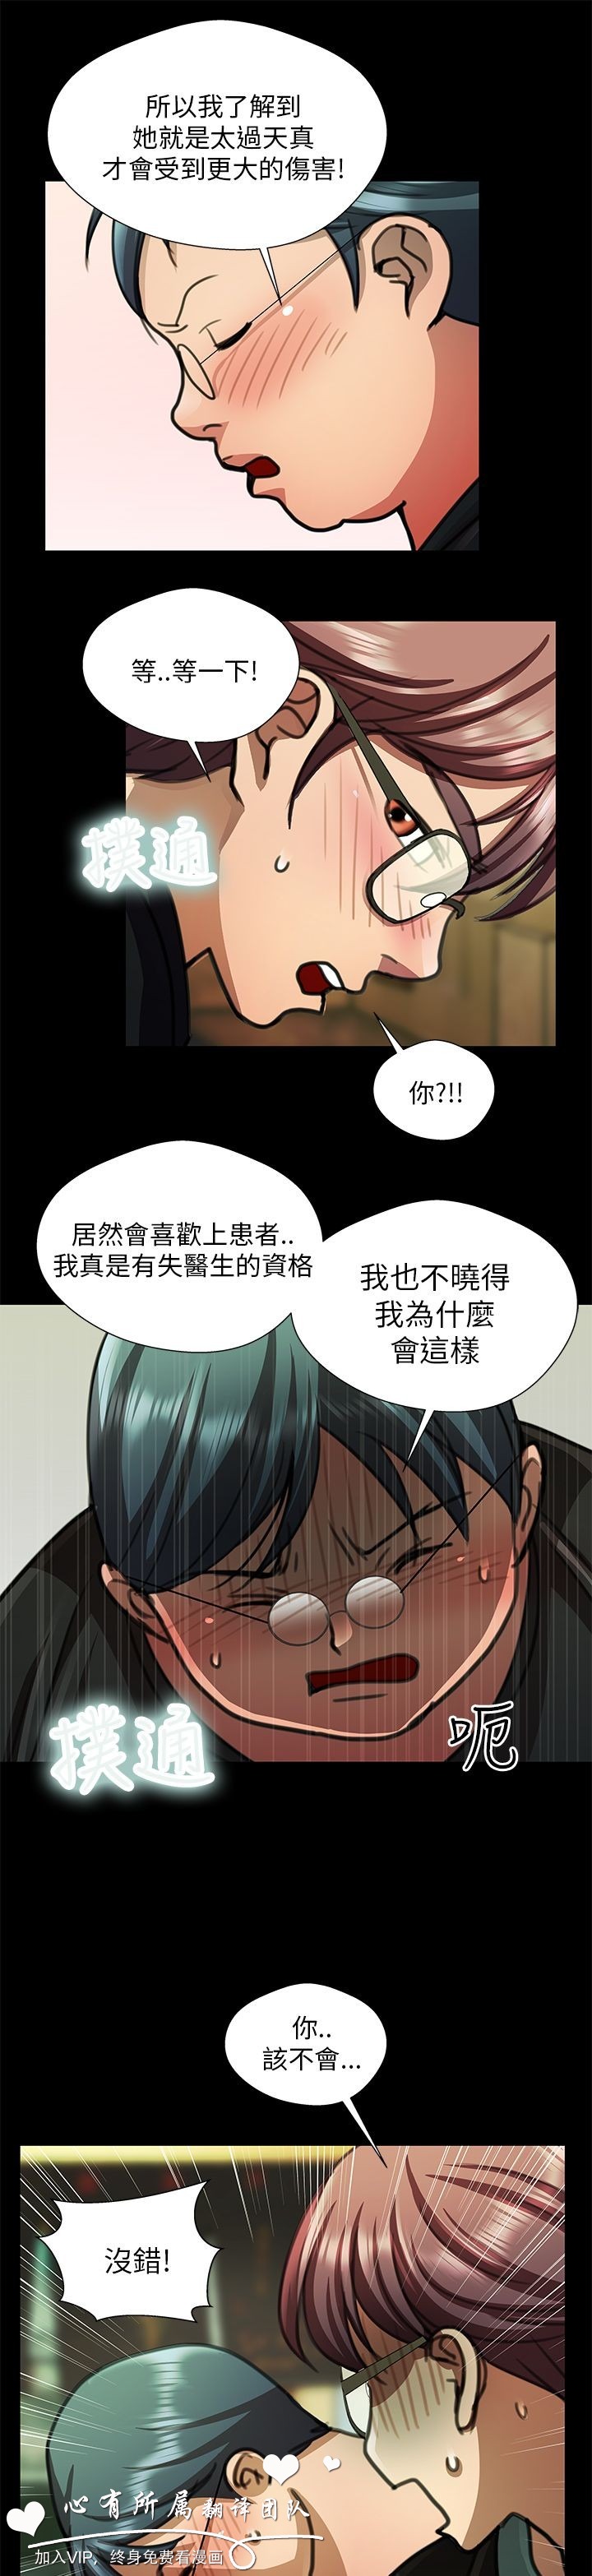 所以我了解到
她就是太過天真
才會受到更大的傷害!
等..等一下!
撲通
你?!!
居然會喜歡上患者..
我真是有失醫生的資格
我也不曉得
我為什麼
會這樣
撲通
呃
你..
該不會...
沒錯!
心有所属翻译团队
加入VIP，终身免费看漫画